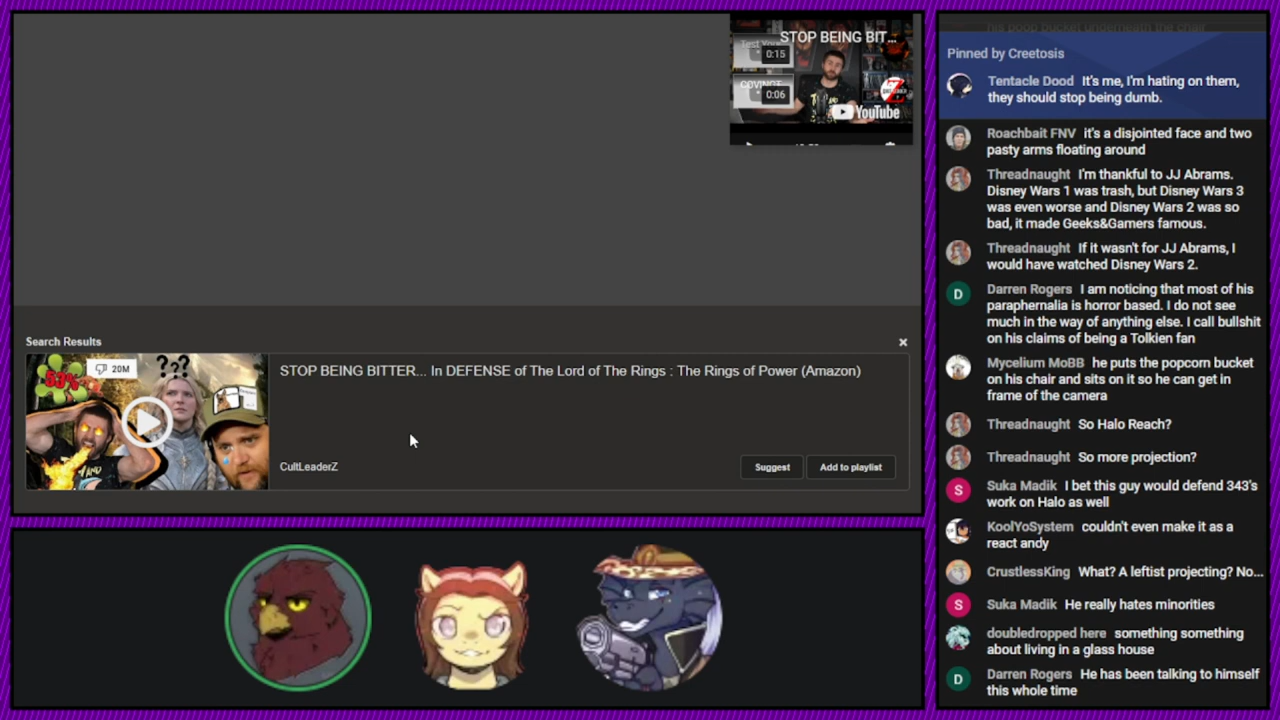 STOP BEING BIT...
Test You
0:15
0:06
YouTube
Search Results
53%
20M
???
STOP BEING BITTER... In DEFENSE of The Lord of The Rings : The Rings of Power (Amazon)
CultLeaderZ
Suggest
Add to playlist
his poop bucket underneath the chair
Pinned by Creetosis
Tentacle Dood It's me, I'm hating on them,
they should stop being dumb.
Roachbait FNV it's a disjointed face and two
pasty arms floating around
Threadnaught I'm thankful to JJ Abrams.
Disney Wars 1 was trash, but Disney Wars 3
was even worse and Disney Wars 2 was so
bad, it made Geeks&Gamers famous.
Threadnaught If it wasn't for JJ Abrams, I
would have watched Disney Wars 2.
D
Darren Rogers I am noticing that most of his
paraphernalia is horror based. I do not see
much in the way of anything else. I call bullshit
on his claims of being a Tolkien fan
Mycelium MoBB he puts the popcorn bucket
on his chair and sits on it so he can get in
frame of the camera
Threadnaught So Halo Reach?
Threadnaught So more projection?
S
Suka Madik I bet this guy would defend 343's
work on Halo as well
KoolYoSystem couldn't even make it as a
react andy
CrustlessKing What? A leftist projecting? No...
S
Suka Madik He really hates minorities
doubledropped here something something
about living in a glass house
D
Darren Rogers He has been talking to himself
this whole time